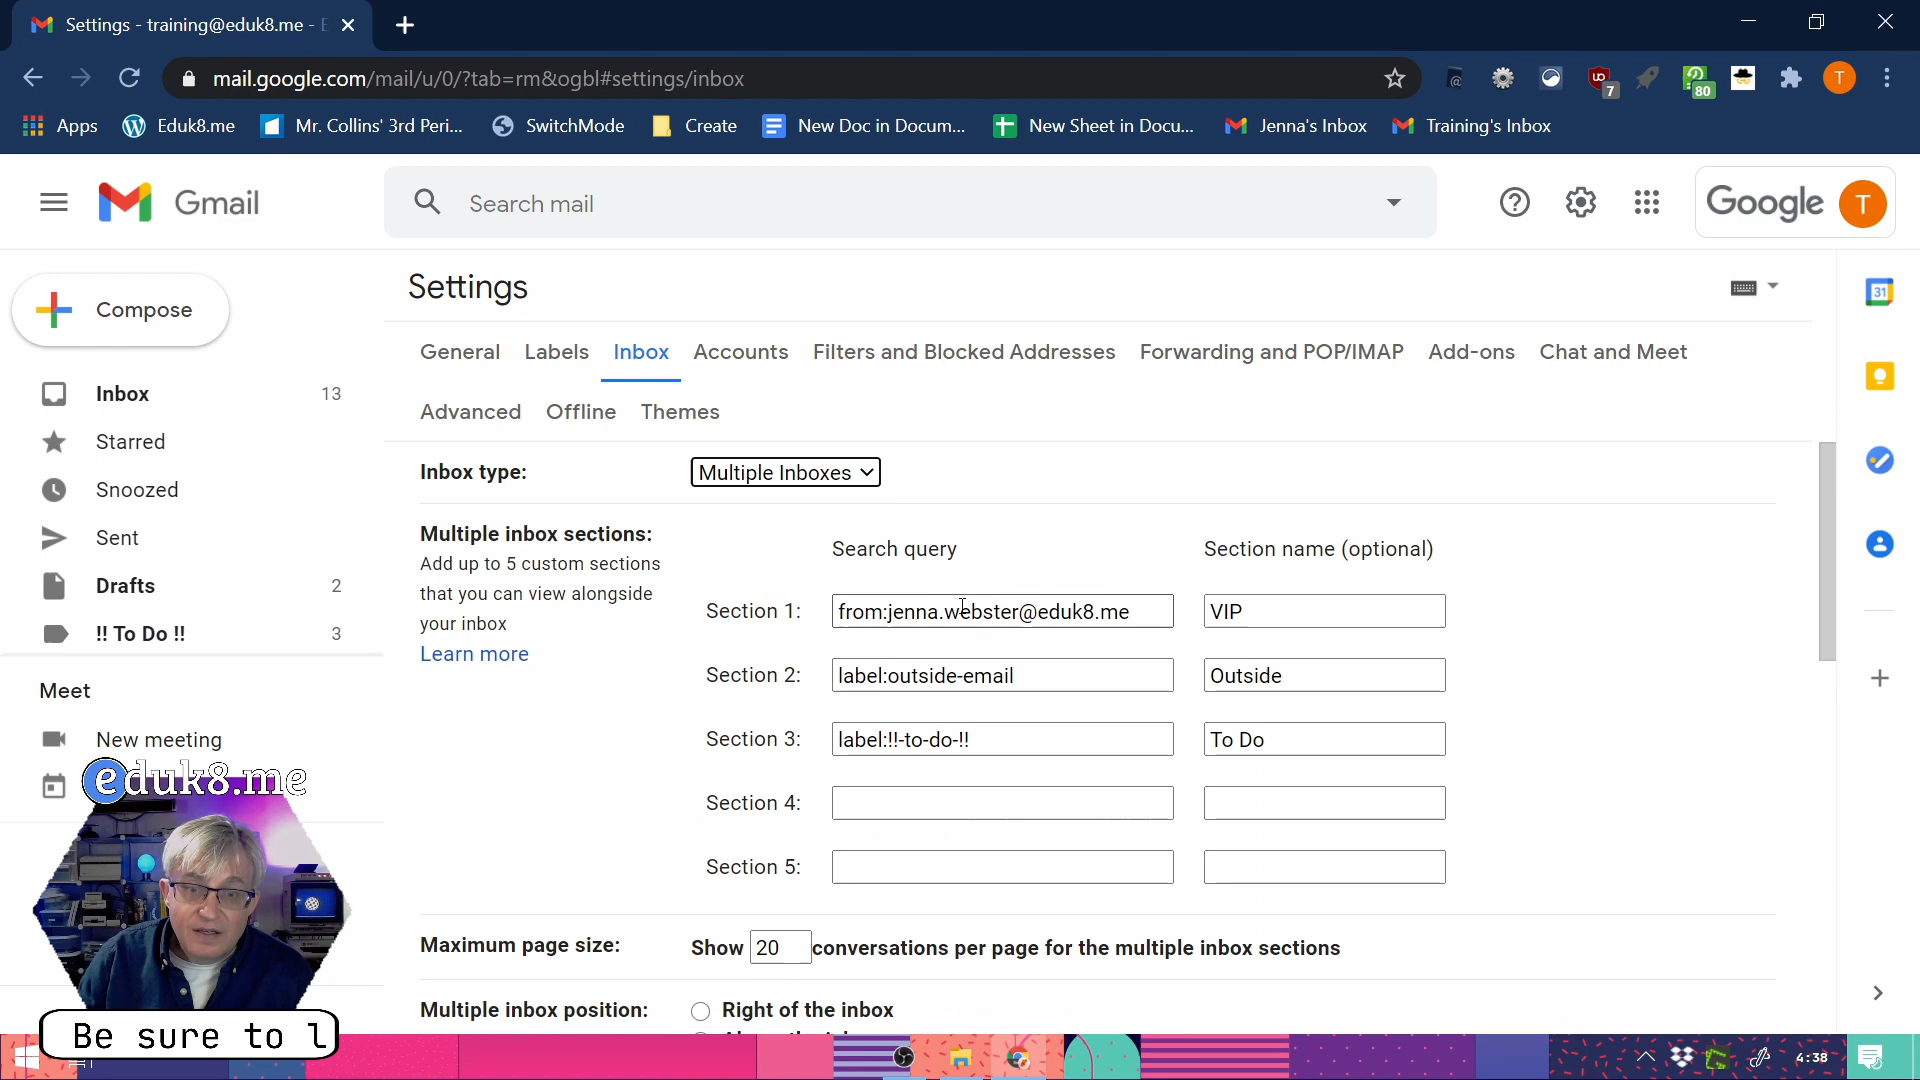 Settings - training@eduk8.me -
mail.google.com/mail/u/0/?tab=rm&ogbl#settings/inbox
7
80
T
Apps
Eduk8.me
Mr. Collins' 3rd Peri...
SwitchMode
Create
New Doc in Docum...
New Sheet in Docu...
Jenna's Inbox
Training's Inbox
Gmail
Search mail
Google
T
Compose
Settings
31
General Labels Inbox Accounts Filters and Blocked Addresses Forwarding and POP/IMAP Add-ons Chat and Meet
Advanced Offline Themes
Inbox 13
Starred
Snoozed
Sent
Drafts 2
!! To Do !! 3
Meet
New meeting
Inbox type: Multiple Inboxes
Multiple inbox sections:
Add up to 5 custom sections
that you can view alongside
your inbox
Learn more
Search query Section name (optional)
Section 1: from:jenna.webster@eduk8.me VIP
Section 2: label:outside-email Outside
Section 3: label:!!-to-do-!! To Do
Section 4:
Section 5:
Maximum page size: Show 20 conversations per page for the multiple inbox sections
Multiple inbox position: Right of the inbox
eduk8.me
Be sure to l
4:38